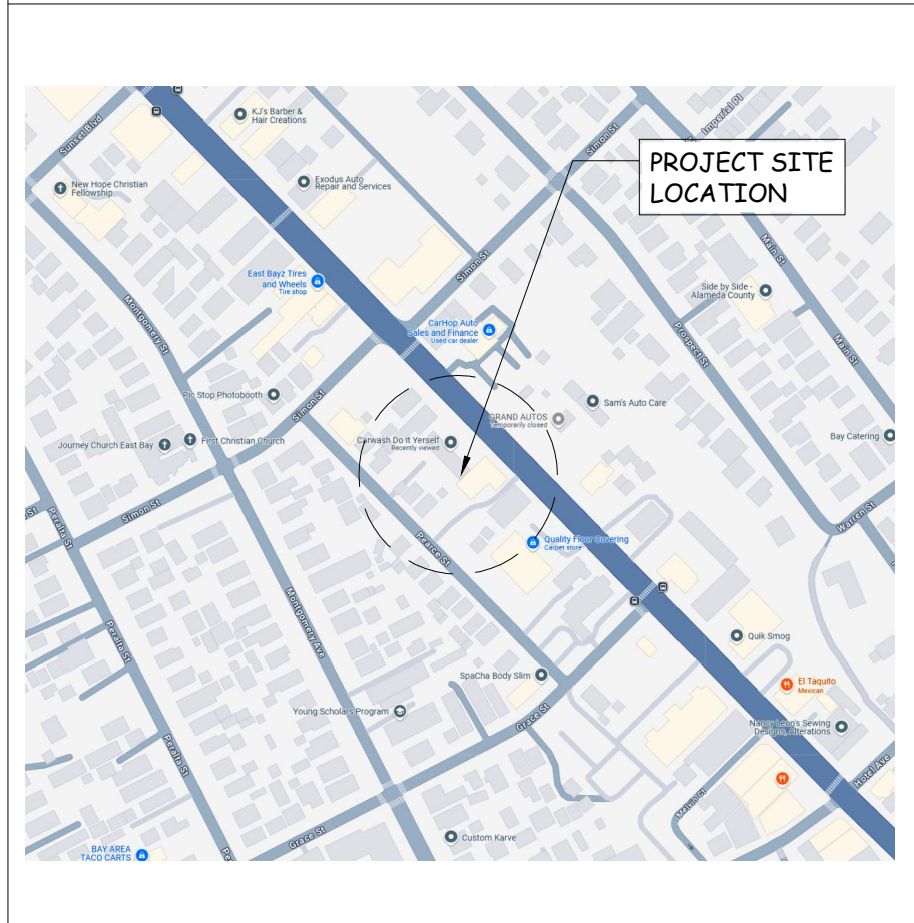 KJ's Barber &
Hair Creations
Sunset Blvd
Simon St
Imperial Pl
PROJECT SITE
LOCATION
Exodus Auto
Repair and Services
New Hope Christian
Fellowship
Main St
Simon St
East Bayz Tires
and Wheels
Tire shop
Side by Side -
Alameda County
Montgomery St
CarHop Auto
Sales and Finance
Used car dealer
Prospect St
Main St
Pic Stop Photobooth
Simon St
Sam's Auto Care
GRAND AUTOS
Temporarily closed
Journey Church East Bay
First Christian Church
Carwash Do It Yerself
Recently viewed
Bay Catering
St
Simon St
Peralta St
Warren St
Pearce St
Quality Floor Covering
Carpet store
Montgomery Ave
Peralta St
Quik Smog
SpaCha Body Slim
El Taquito
Mexican
Young Scholars Program
Grace St
Nancy Leon's Sewing
Designs, Alterations
Peralta St
Hotel Ave
Melvin Ct
Grace St
Custom Karve
BAY AREA
TACO CARTS
Pe